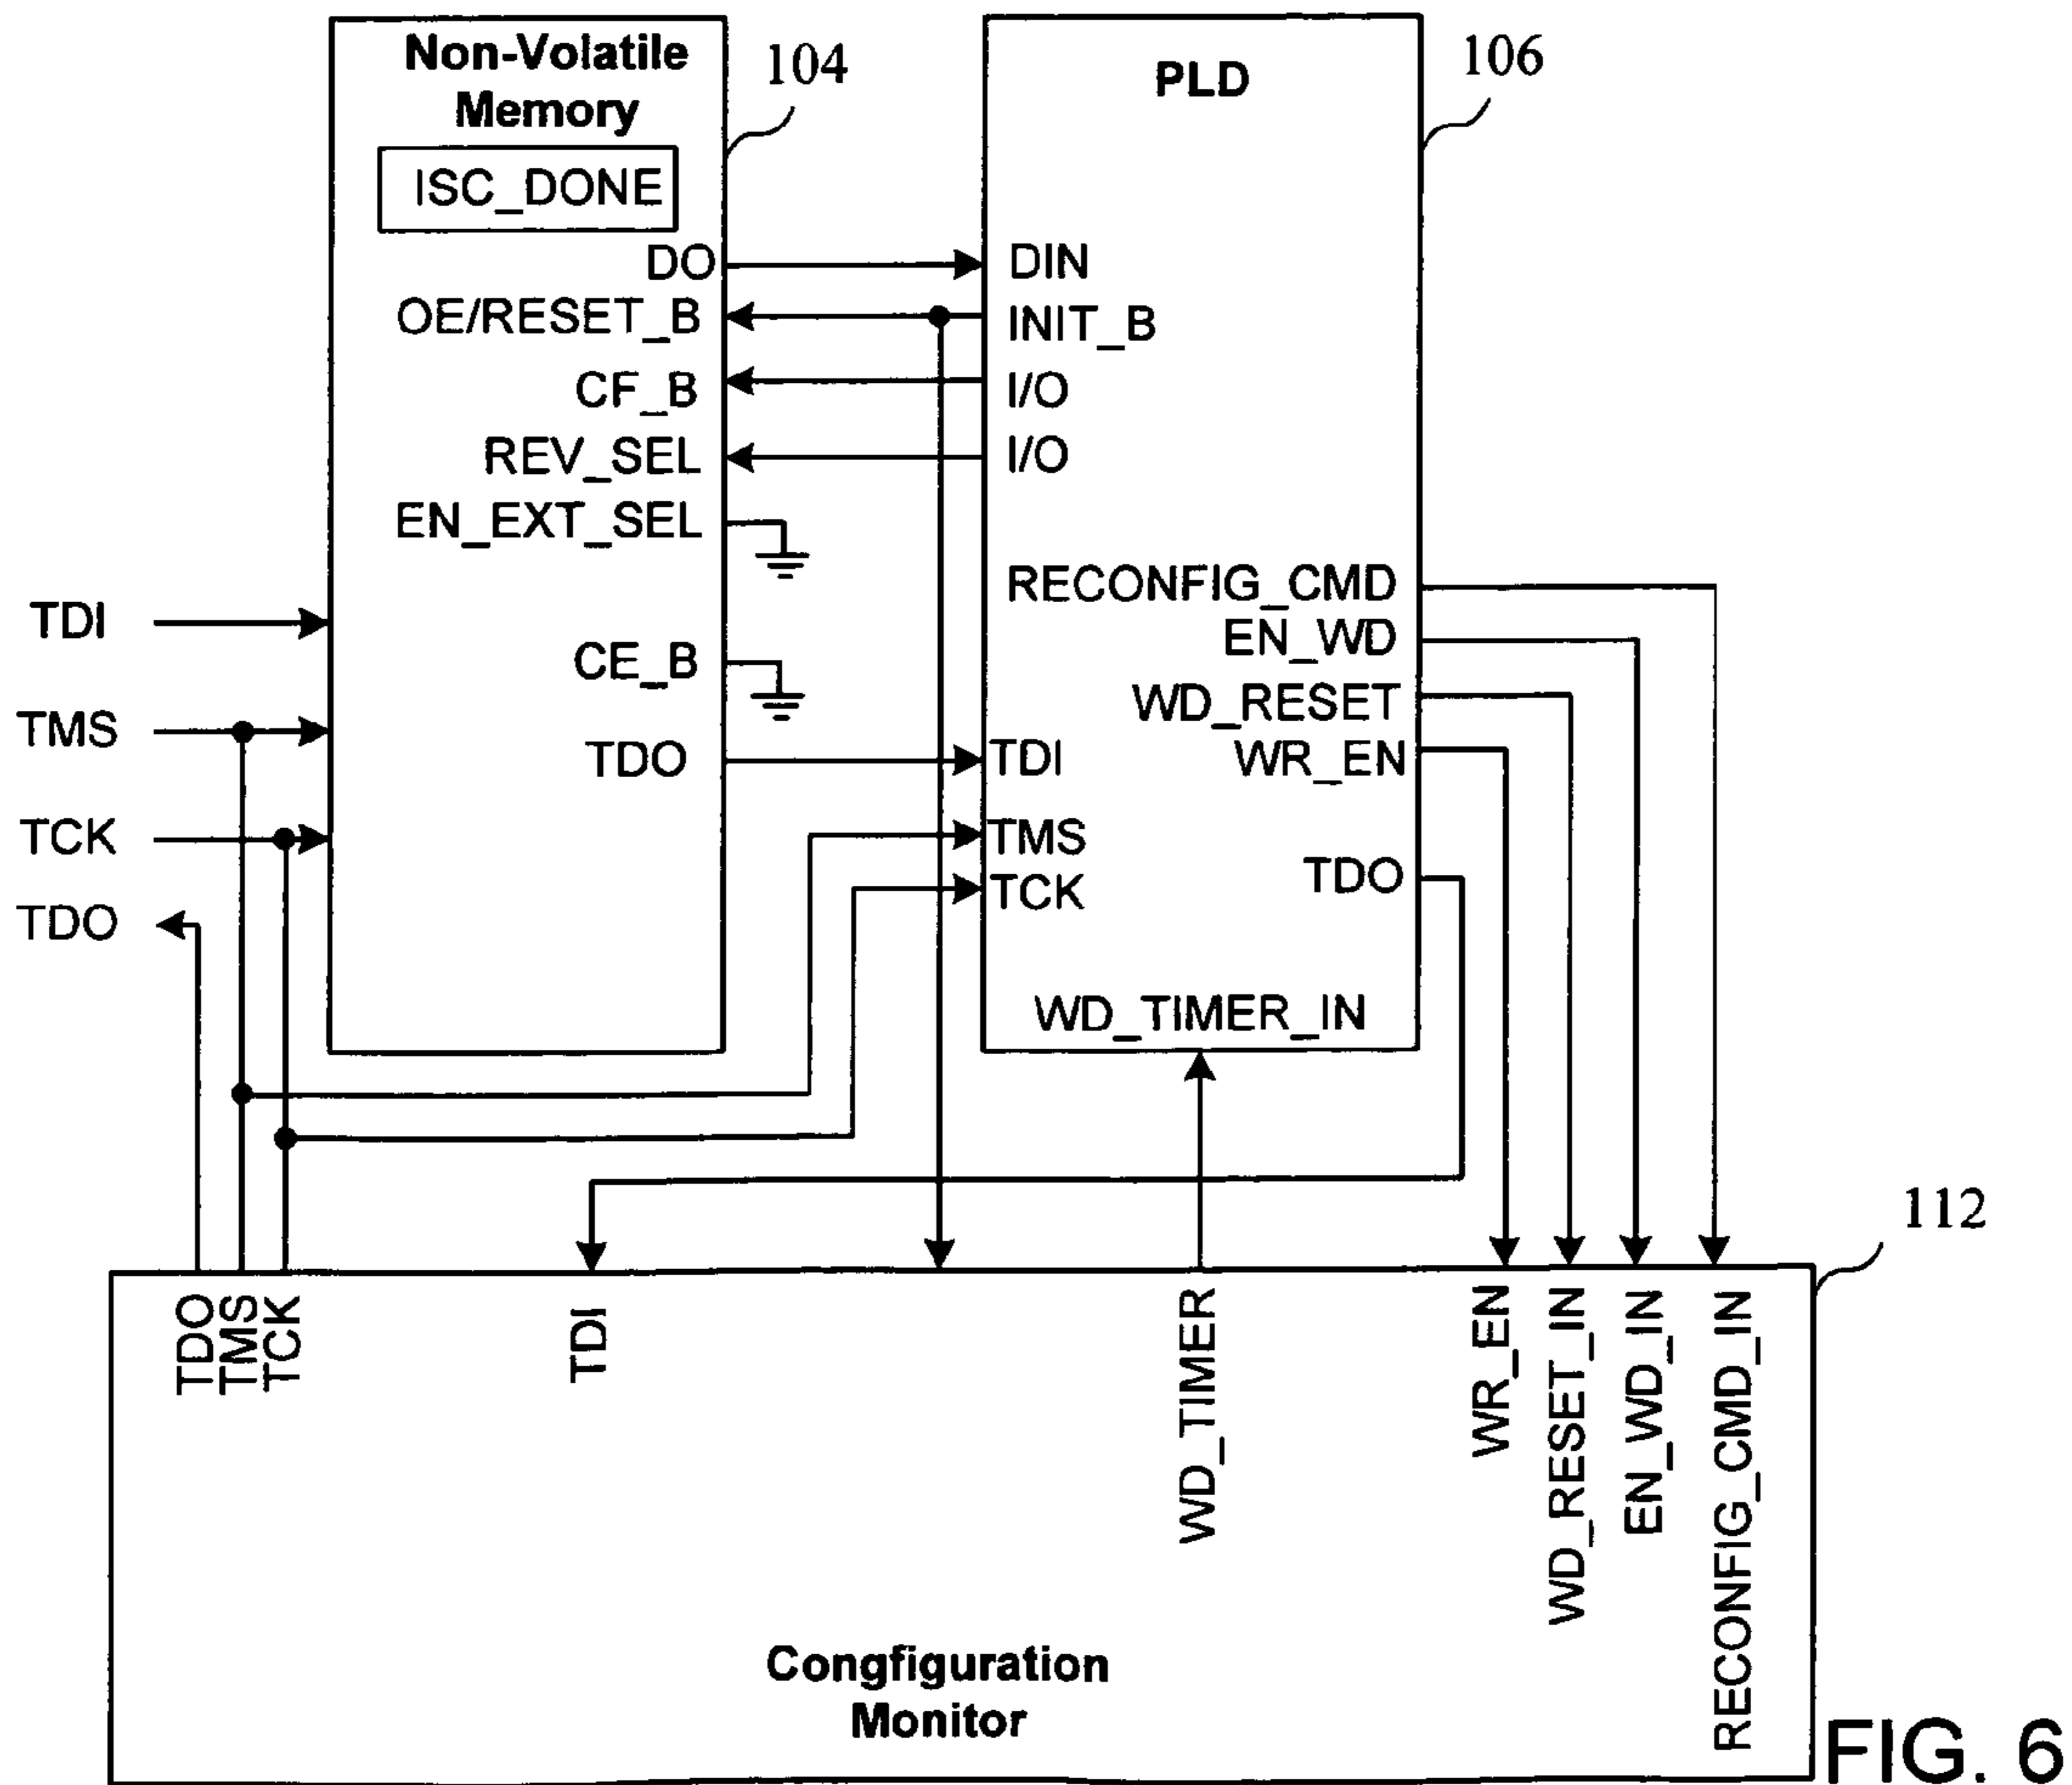 Non-Volatile
Memory
104
ISC_DONE
DO
OE/RESET_B
CF_B
REV_SEL
EN_EXT_SEL
CE_B
TDO
PLD
106
DIN
INIT_B
I/O
I/O
RECONFIG_CMD
EN_WD
WD_RESET
WR_EN
TDI
TMS
TCK
TDO
WD_TIMER_IN
TDI
TMS
TCK
TDO
112
TDO
TMS
TCK
TDI
WD_TIMER
WR_EN
WD_RESET_IN
EN_WD_IN
RECONFIG_CMD_IN
Congfiguration
Monitor
FIG. 6